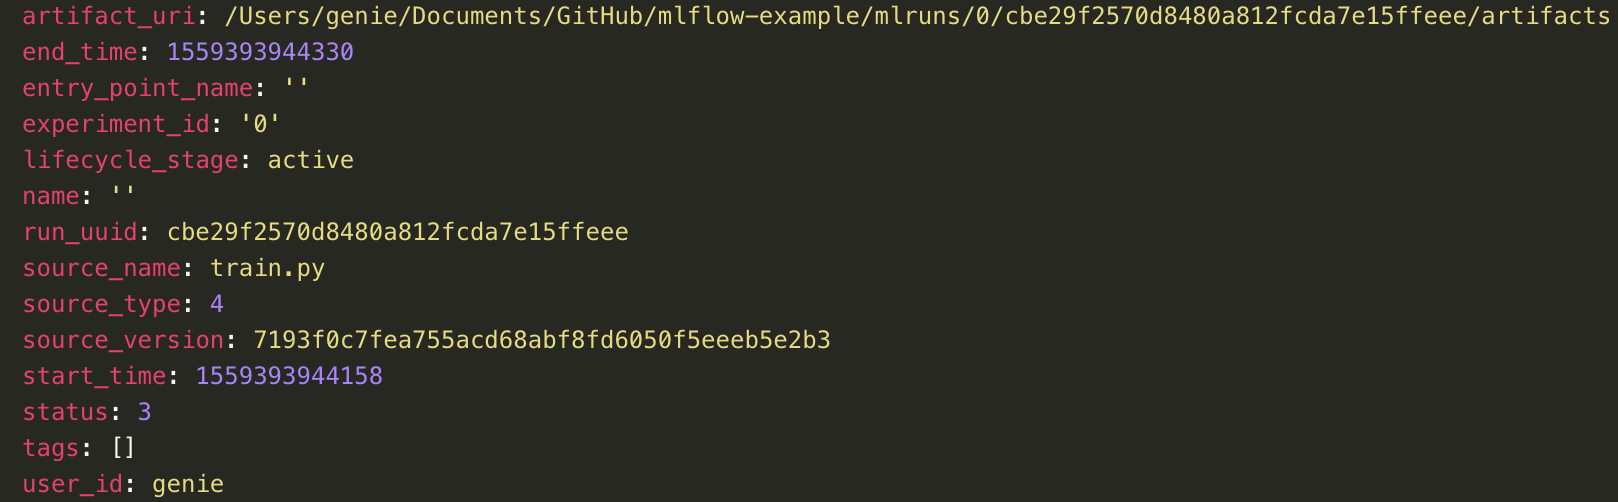 artifact_uri: /Users/genie/Documents/GitHub/mlflow-example/mlruns/0/cbe29f2570d8480a812fcda7e15ffeee/artifacts
end_time: 1559393944330
entry_point_name: ''
experiment_id: '0'
lifecycle_stage: active
name: ''
run_uuid: cbe29f2570d8480a812fcda7e15ffeee
source_name: train.py
source_type: 4
source_version: 7193f0c7fea755acd68abf8fd6050f5eeeb5e2b3
start_time: 1559393944158
status: 3
tags: []
user_id: genie